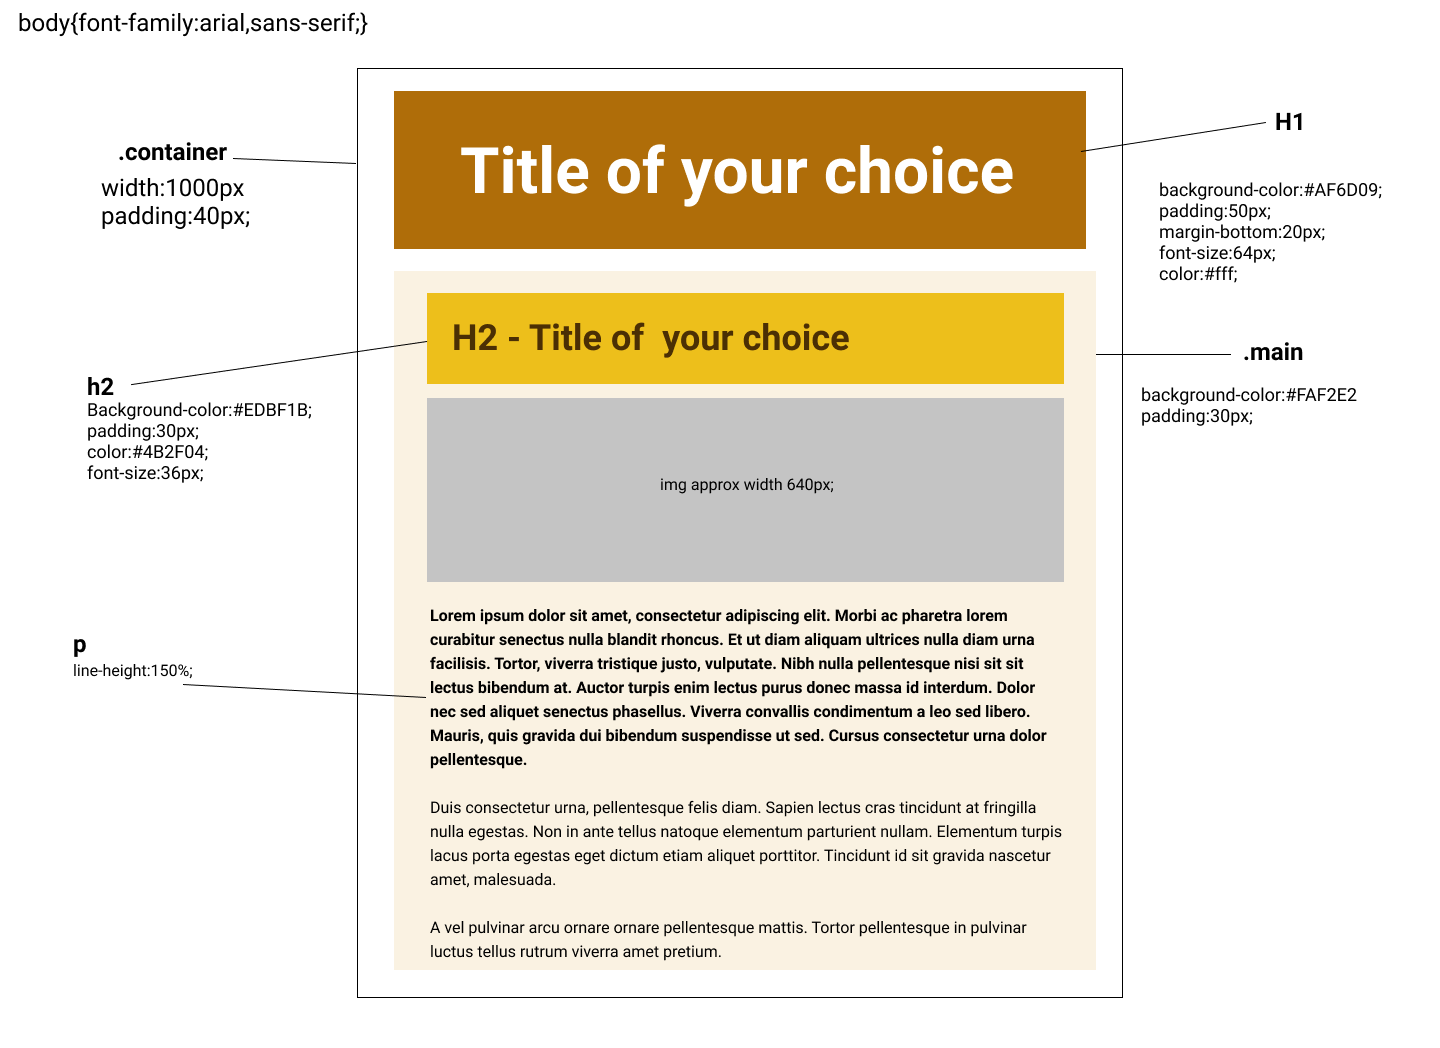 body{font-family:arial,sans-serif;}
.container
width:1000px
padding:40px;
Title of your choice
H1
background-color:#AF6D09;
padding:50px;
margin-bottom:20px;
font-size:64px;
color:#fff;
H2 - Title of  your choice
h2
Background-color:#EDBF1B;
padding:30px;
color:#4B2F04;
font-size:36px;
.main
background-color:#FAF2E2
padding:30px;
img approx width 640px;
p
line-height:150%;
Lorem ipsum dolor sit amet, consectetur adipiscing elit. Morbi ac pharetra lorem
curabitur senectus nulla blandit rhoncus. Et ut diam aliquam ultrices nulla diam urna
facilisis. Tortor, viverra tristique justo, vulputate. Nibh nulla pellentesque nisi sit sit
lectus bibendum at. Auctor turpis enim lectus purus donec massa id interdum. Dolor
nec sed aliquet senectus phasellus. Viverra convallis condimentum a leo sed libero.
Mauris, quis gravida dui bibendum suspendisse ut sed. Cursus consectetur urna dolor
pellentesque.
Duis consectetur urna, pellentesque felis diam. Sapien lectus cras tincidunt at fringilla
nulla egestas. Non in ante tellus natoque elementum parturient nullam. Elementum turpis
lacus porta egestas eget dictum etiam aliquet porttitor. Tincidunt id sit gravida nascetur
amet, malesuada.
A vel pulvinar arcu ornare ornare pellentesque mattis. Tortor pellentesque in pulvinar
luctus tellus rutrum viverra amet pretium.